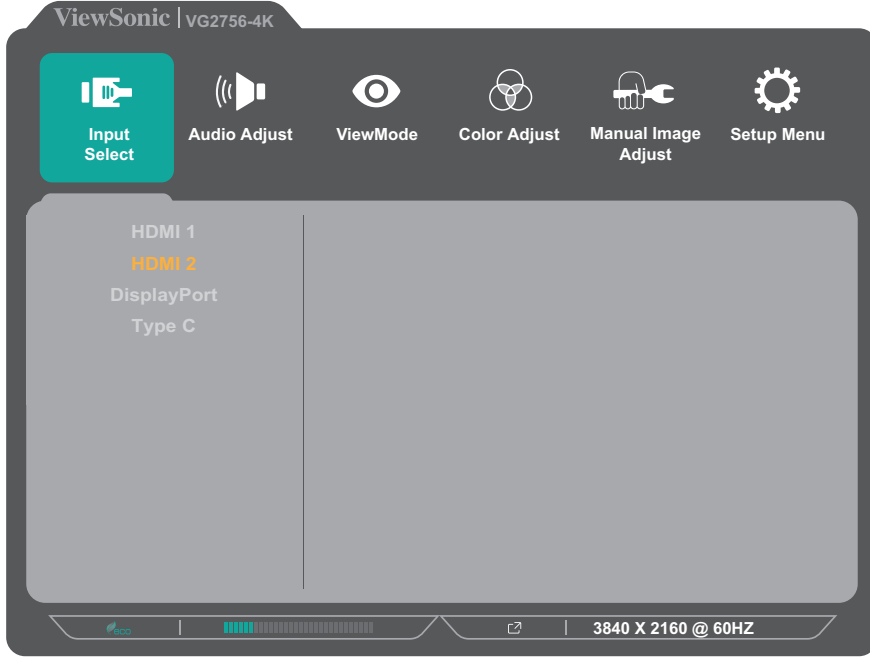 ViewSonic VG2756-4K
Input Select
Audio Adjust
ViewMode
Color Adjust
Manual Image Adjust
Setup Menu
HDMI 1
HDMI 2
DisplayPort
Type C
eco
3840 X 2160 @ 60HZ